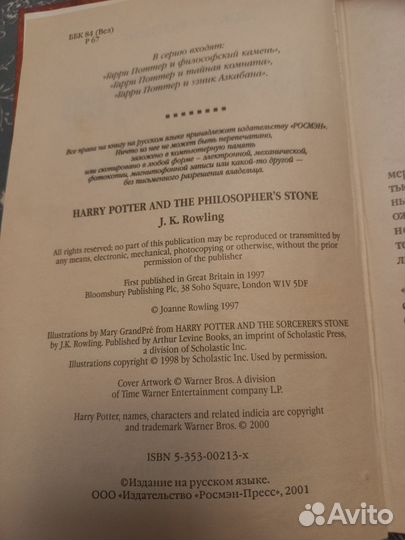 ББК 84 (Вел)
Р 67
В серию входят:
«Гарри Поттер и философский камень»,
«Гарри Поттер и тайная комната»,
«Гарри Поттер и узник Азкабана».
Все права на книгу на русском языке принадлежат издательству «РОСМЭН».
Ничто из нее не может быть перепечатано,
заложено в компьютерную память
или скопировано в любой форме – электронной, механической,
фотокопии, магнитофонной записи или какой-то другой —
без письменного разрешения владельца.
HARRY POTTER AND THE PHILOSOPHER'S STONE
J. K. Rowling
All rights reserved; no part of this publication may be reproduced or transmitted by
any means, electronic, mechanical, photocopying or otherwise, without the prior
permission of the publisher
First published in Great Britain in 1997
Bloomsbury Publishing Plc, 38 Soho Square, London W1V 5DF
© Joanne Rowling 1997
Illustrations by Mary GrandPré from HARRY POTTER AND THE SORCERER'S STONE
by J.K. Rowling. Published by Arthur Levine Books, an imprint of Scholastic Press,
a division of Scholastic Inc.
Illustrations copyright © 1998 by Scholastic Inc. Used by permission.
Cover Artwork © Warner Bros. A division
of Time Warner Entertainment company L.P.
Harry Potter, names, characters and related indicia are copyright
and trademark Warner Bros. © 2000
ISBN 5-353-00213-x
©Издание на русском языке.
ООО «Издательство «Росмэн-Пресс», 2001
мер
ты
ны
ож
не
то
л
Avito